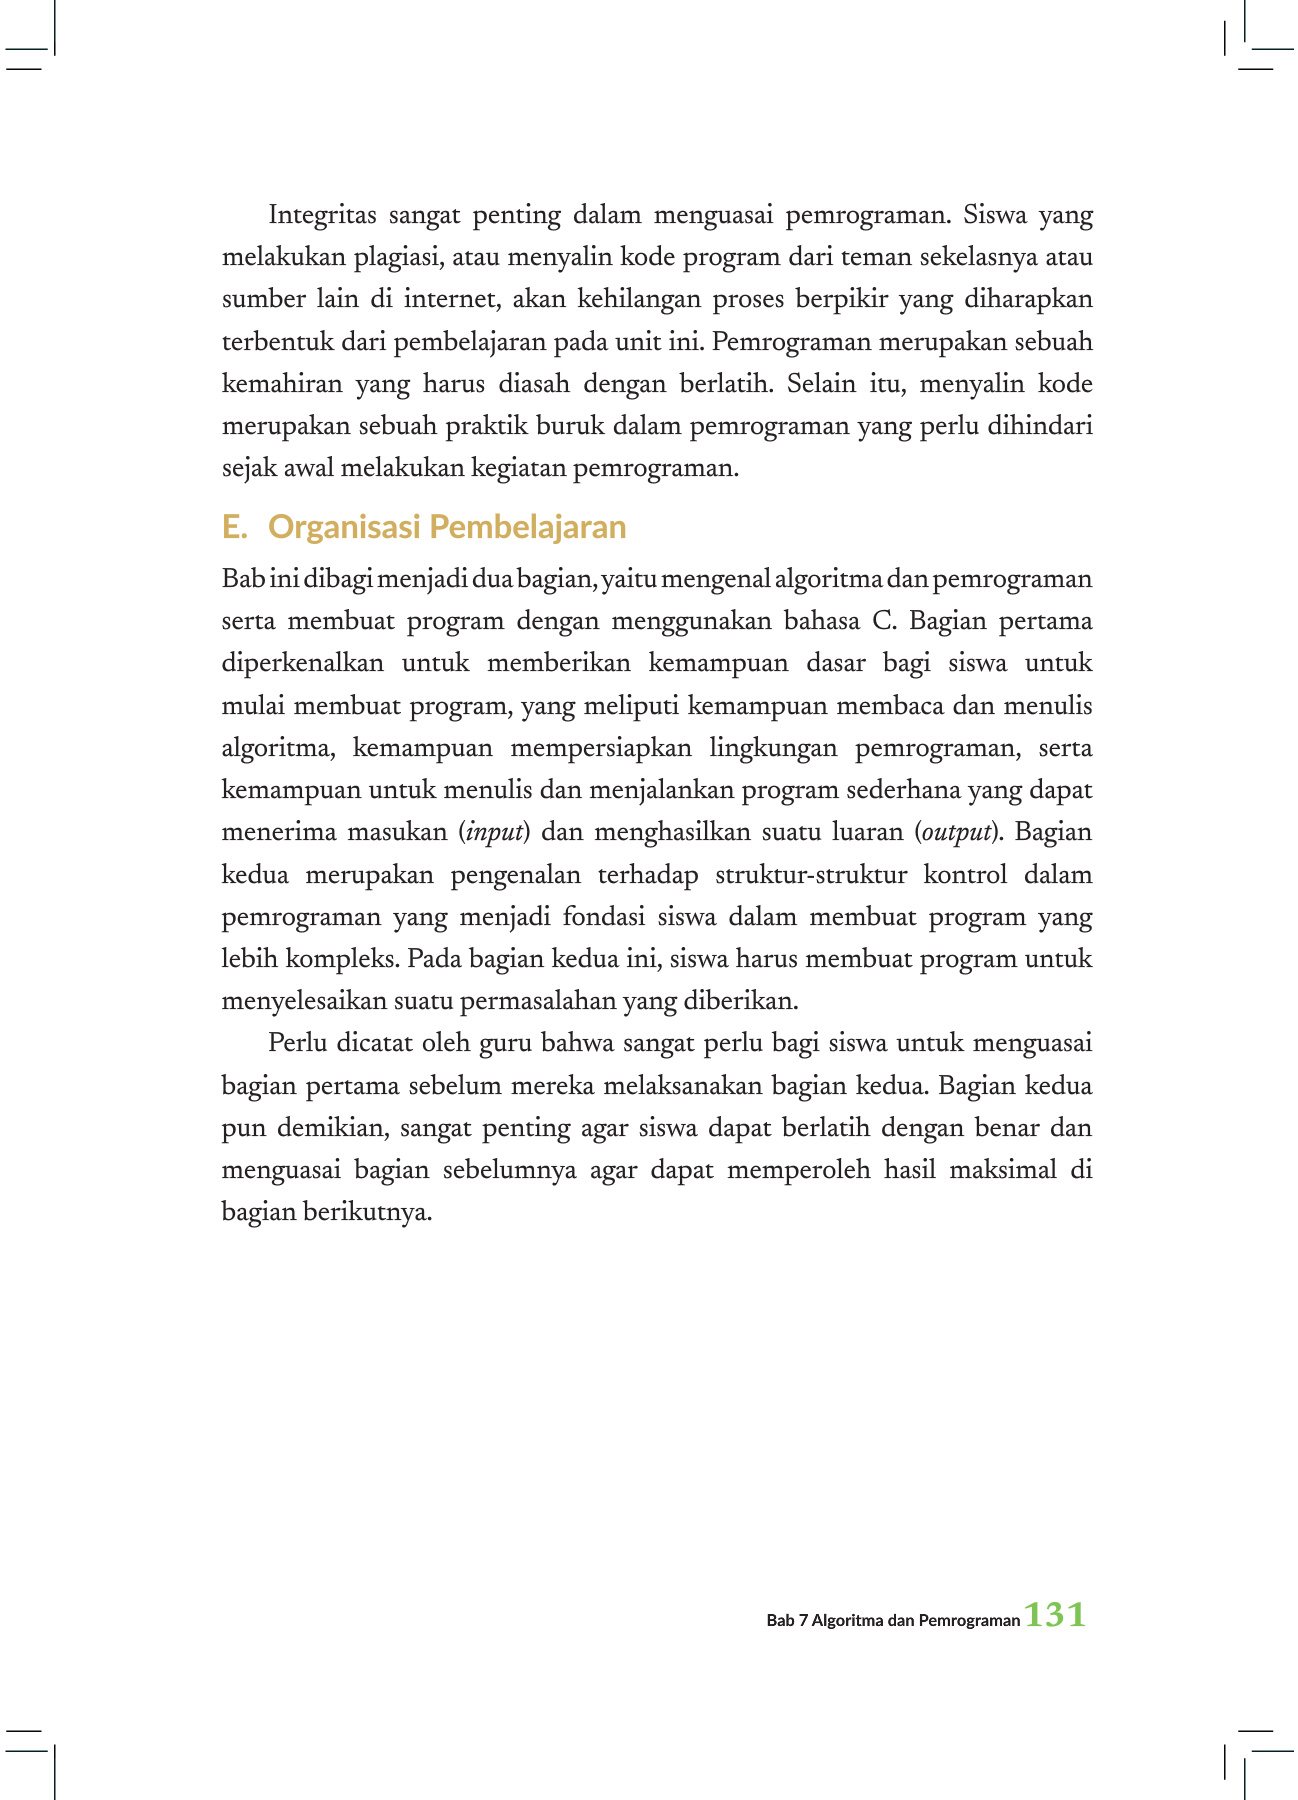 Integritas sangat penting dalam menguasai pemrograman. Siswa yang
melakukan plagiasi, atau menyalin kode program dari teman sekelasnya atau
sumber lain di internet, akan kehilangan proses berpikir yang diharapkan
terbentuk dari pembelajaran pada unit ini. Pemrograman merupakan sebuah
kemahiran yang harus diasah dengan berlatih. Selain itu, menyalin kode
merupakan sebuah praktik buruk dalam pemrograman yang perlu dihindari
sejak awal melakukan kegiatan pemrograman.
E. Organisasi Pembelajaran
Bab ini dibagi menjadi dua bagian, yaitu mengenal algoritma dan pemrograman
serta membuat program dengan menggunakan bahasa C. Bagian pertama
diperkenalkan untuk memberikan kemampuan dasar bagi siswa untuk
mulai membuat program, yang meliputi kemampuan membaca dan menulis
algoritma, kemampuan mempersiapkan lingkungan pemrograman, serta
kemampuan untuk menulis dan menjalankan program sederhana yang dapat
menerima masukan (input) dan menghasilkan suatu luaran (output). Bagian
kedua merupakan pengenalan terhadap struktur-struktur kontrol dalam
pemrograman yang menjadi fondasi siswa dalam membuat program yang
lebih kompleks. Pada bagian kedua ini, siswa harus membuat program untuk
menyelesaikan suatu permasalahan yang diberikan.
Perlu dicatat oleh guru bahwa sangat perlu bagi siswa untuk menguasai
bagian pertama sebelum mereka melaksanakan bagian kedua. Bagian kedua
pun demikian, sangat penting agar siswa dapat berlatih dengan benar dan
menguasai bagian sebelumnya agar dapat memperoleh hasil maksimal di
bagian berikutnya.
Bab 7 Algoritma dan Pemrograman 131